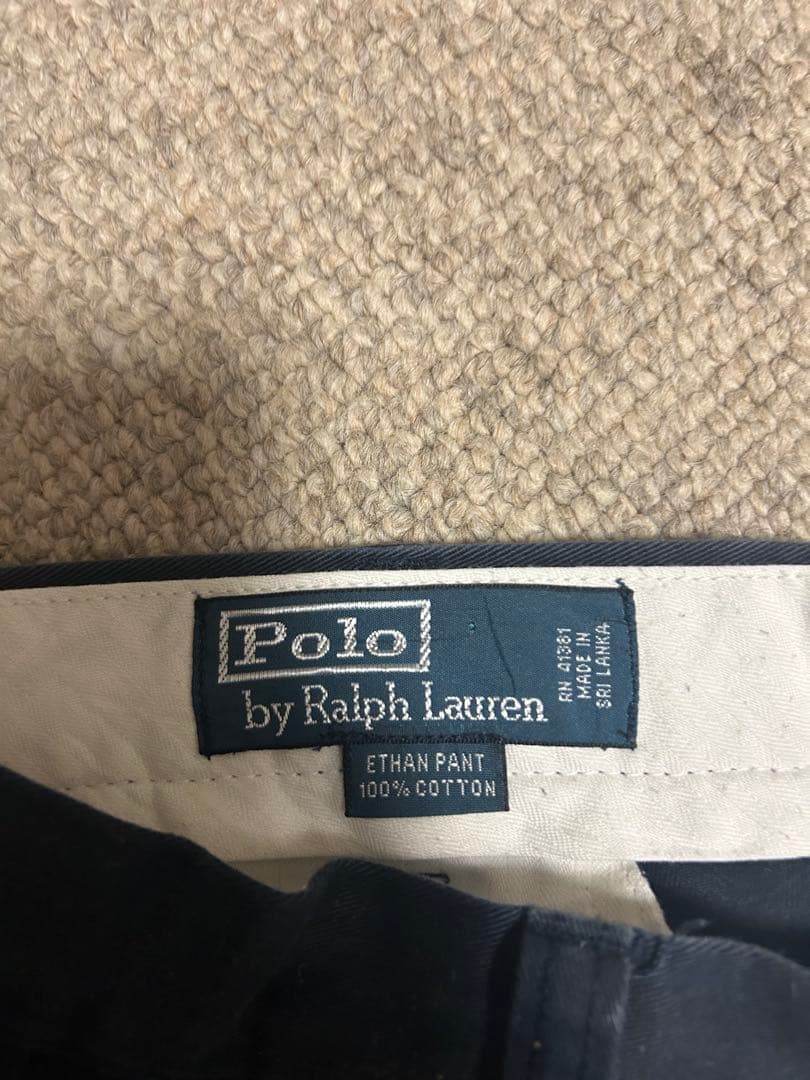 Polo
by Ralph Lauren
RN 41381
MADE IN
SRI LANKA
ETHAN PANT
100% COTTON